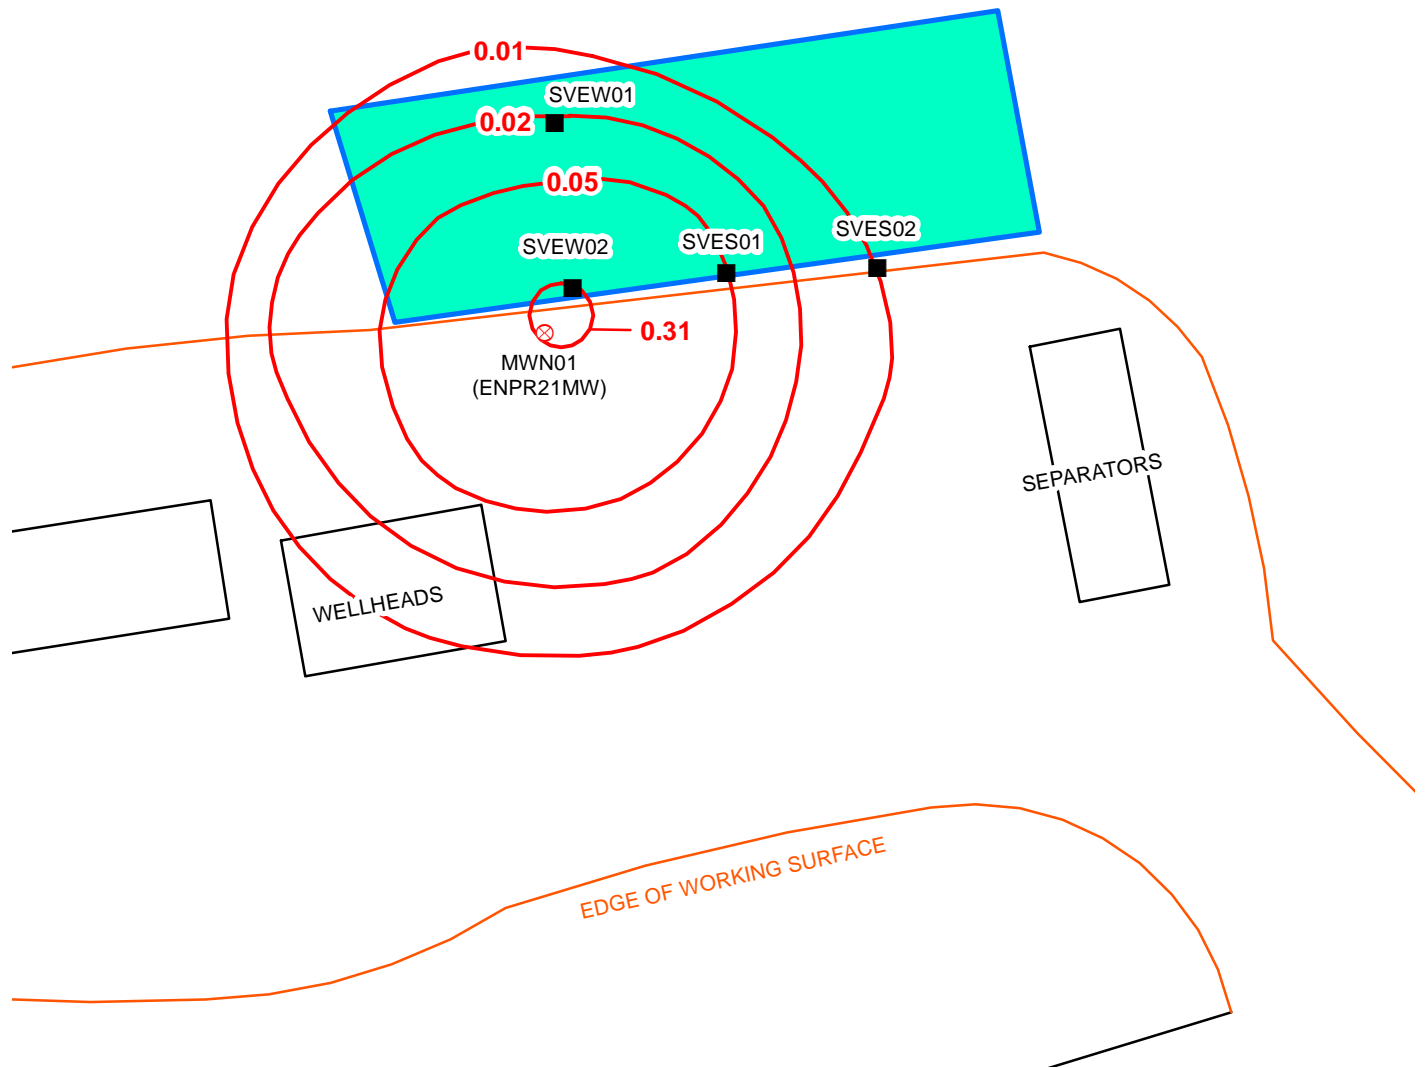 0.01
SVEW01
0.02
0.05
SVES02
SVES01
SVEW02
0.31
MWN01
(ENPR21MW)
SEPARATORS
WELLHEADS
EDGE OF WORKING SURFACE